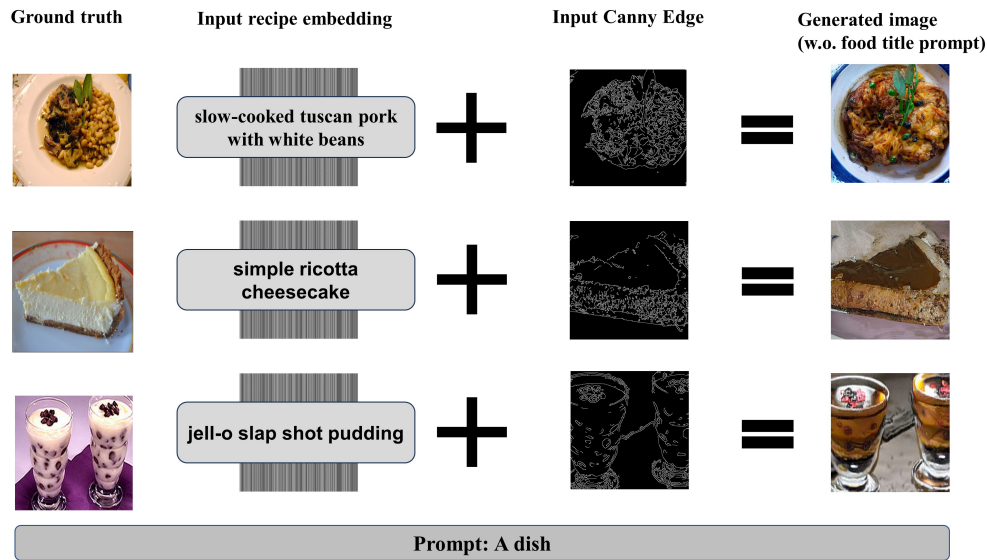 Ground truth
Input recipe embedding
Input Canny Edge
Generated image
(w.o. food title prompt)
slow-cooked tuscan pork
with white beans
simple ricotta
cheesecake
jell-o slap shot pudding
Prompt: A dish